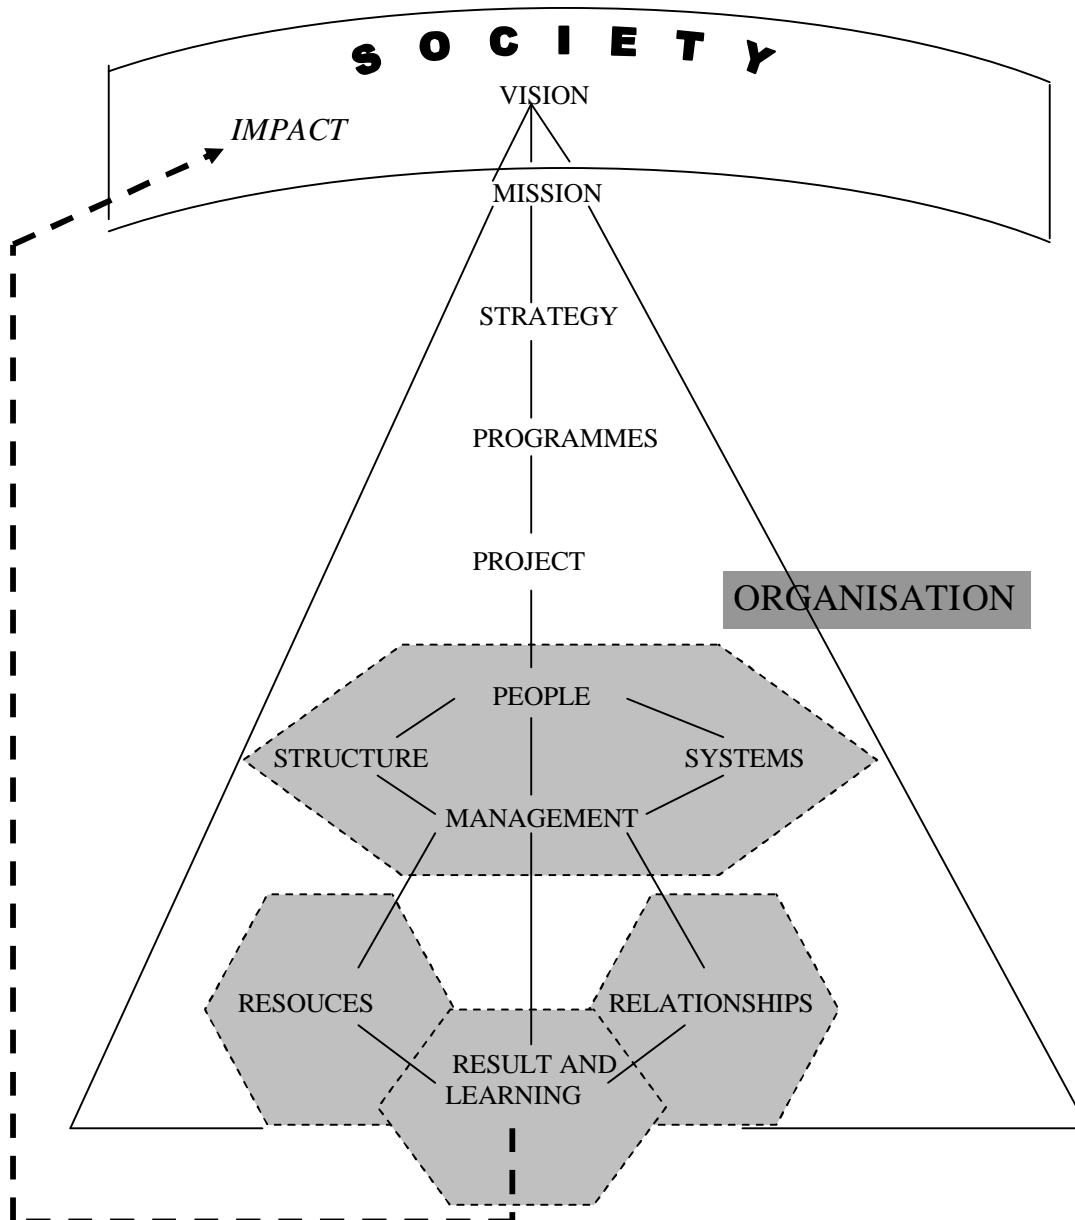 SOCIETY
VISION
IMPACT
MISSION
STRATEGY
PROGRAMMES
PROJECT
ORGANISATION
PEOPLE
STRUCTURE
SYSTEMS
MANAGEMENT
RESOUCES
RELATIONSHIPS
RESULT AND
LEARNING